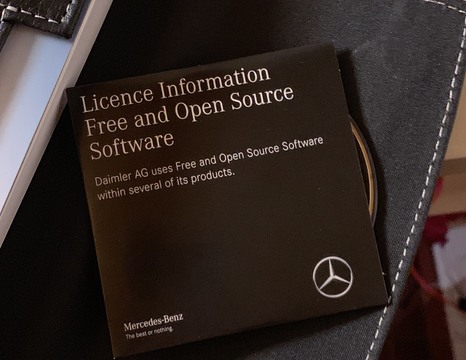 Licence Information
Free and Open Source
Software
Daimler AG uses Free and Open Source Software
within several of its products.
Mercedes-Benz
The best or nothing.